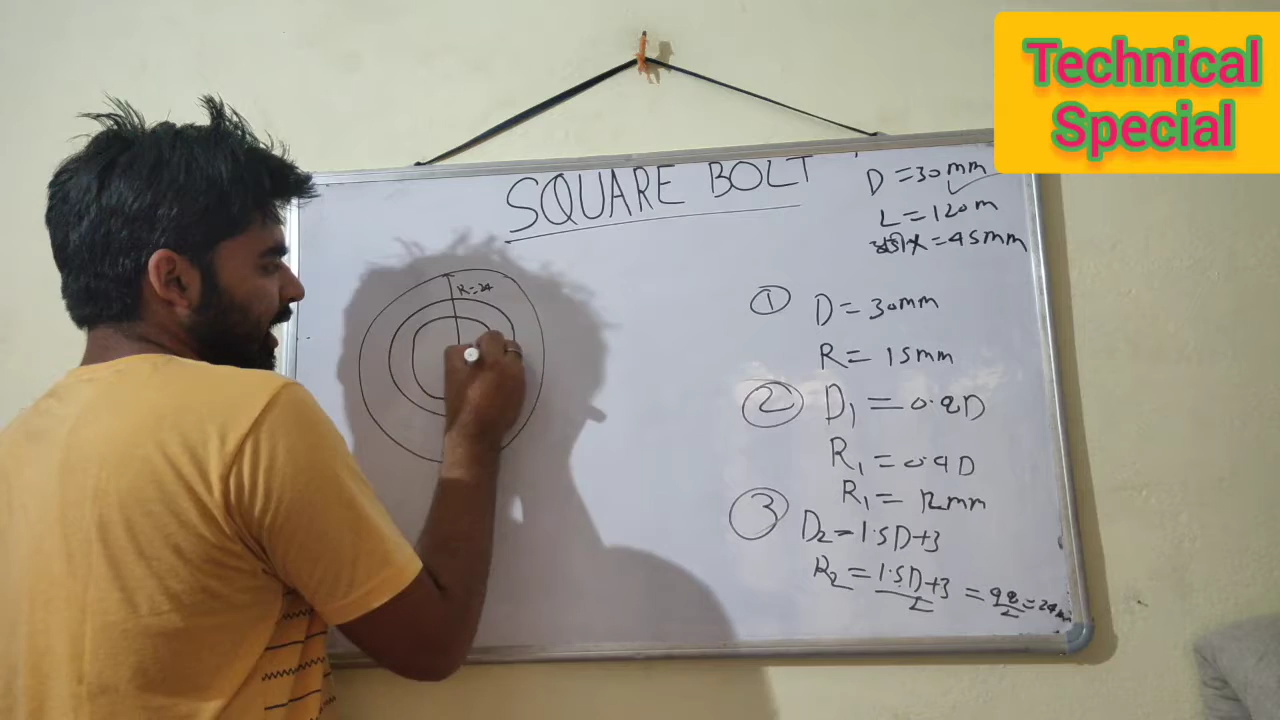 Technical
Special
SQUARE BOLT
D = 30mm
L = 120m
X = 45mm
R=24
① D = 30mm
R = 15mm
② D1 = 0.8D
R1 = 0.4D
R1 = 12mm
③ D2 = 1.5D+3
R2 = 1.5D+3/2 = 48/2 = 24